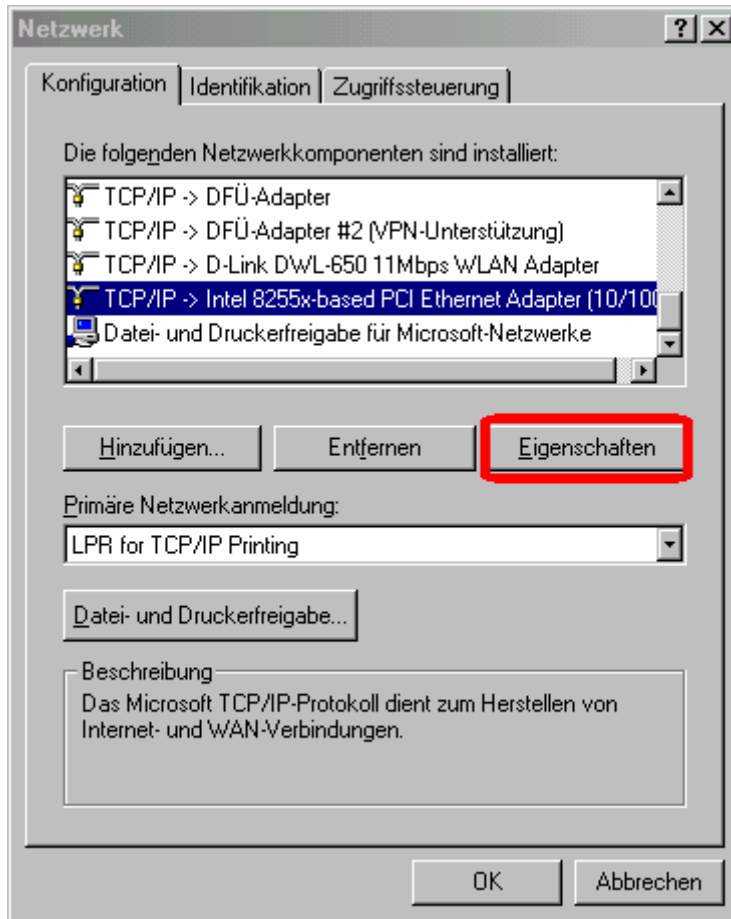 Netzwerk
Konfiguration
Identifikation
Zugriffssteuerung
Die folgenden Netzwerkkomponenten sind installiert:
TCP/IP -> DFÜ-Adapter
TCP/IP -> DFÜ-Adapter #2 (VPN-Unterstützung)
TCP/IP -> D-Link DWL-650 11Mbps WLAN Adapter
TCP/IP -> Intel 8255x-based PCI Ethernet Adapter (10/100
Datei- und Druckerfreigabe für Microsoft-Netzwerke
Hinzufügen...
Entfernen
Eigenschaften
Primäre Netzwerkanmeldung:
LPR for TCP/IP Printing
Datei- und Druckerfreigabe...
Beschreibung
Das Microsoft TCP/IP-Protokoll dient zum Herstellen von
Internet- und WAN-Verbindungen.
OK
Abbrechen